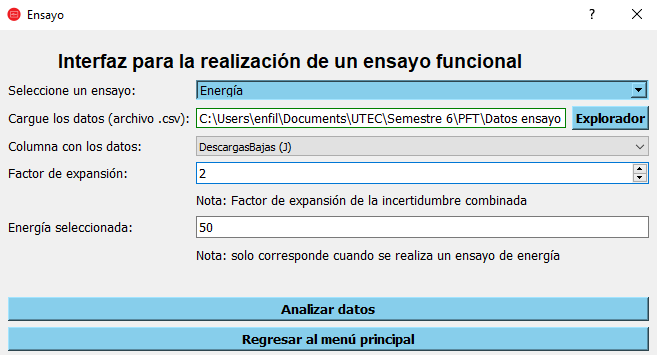 Ensayo
Interfaz para la realización de un ensayo funcional
Seleccione un ensayo: Energía
Cargue los datos (archivo .csv): C:\Users\enfil\Documents\UTEC\Semestre 6\PFT\Datos ensayo Explorador
Columna con los datos: DescargasBajas (J)
Factor de expansión: 2
Nota: Factor de expansión de la incertidumbre combinada
Energía seleccionada: 50
Nota: solo corresponde cuando se realiza un ensayo de energía
Analizar datos
Regresar al menú principal